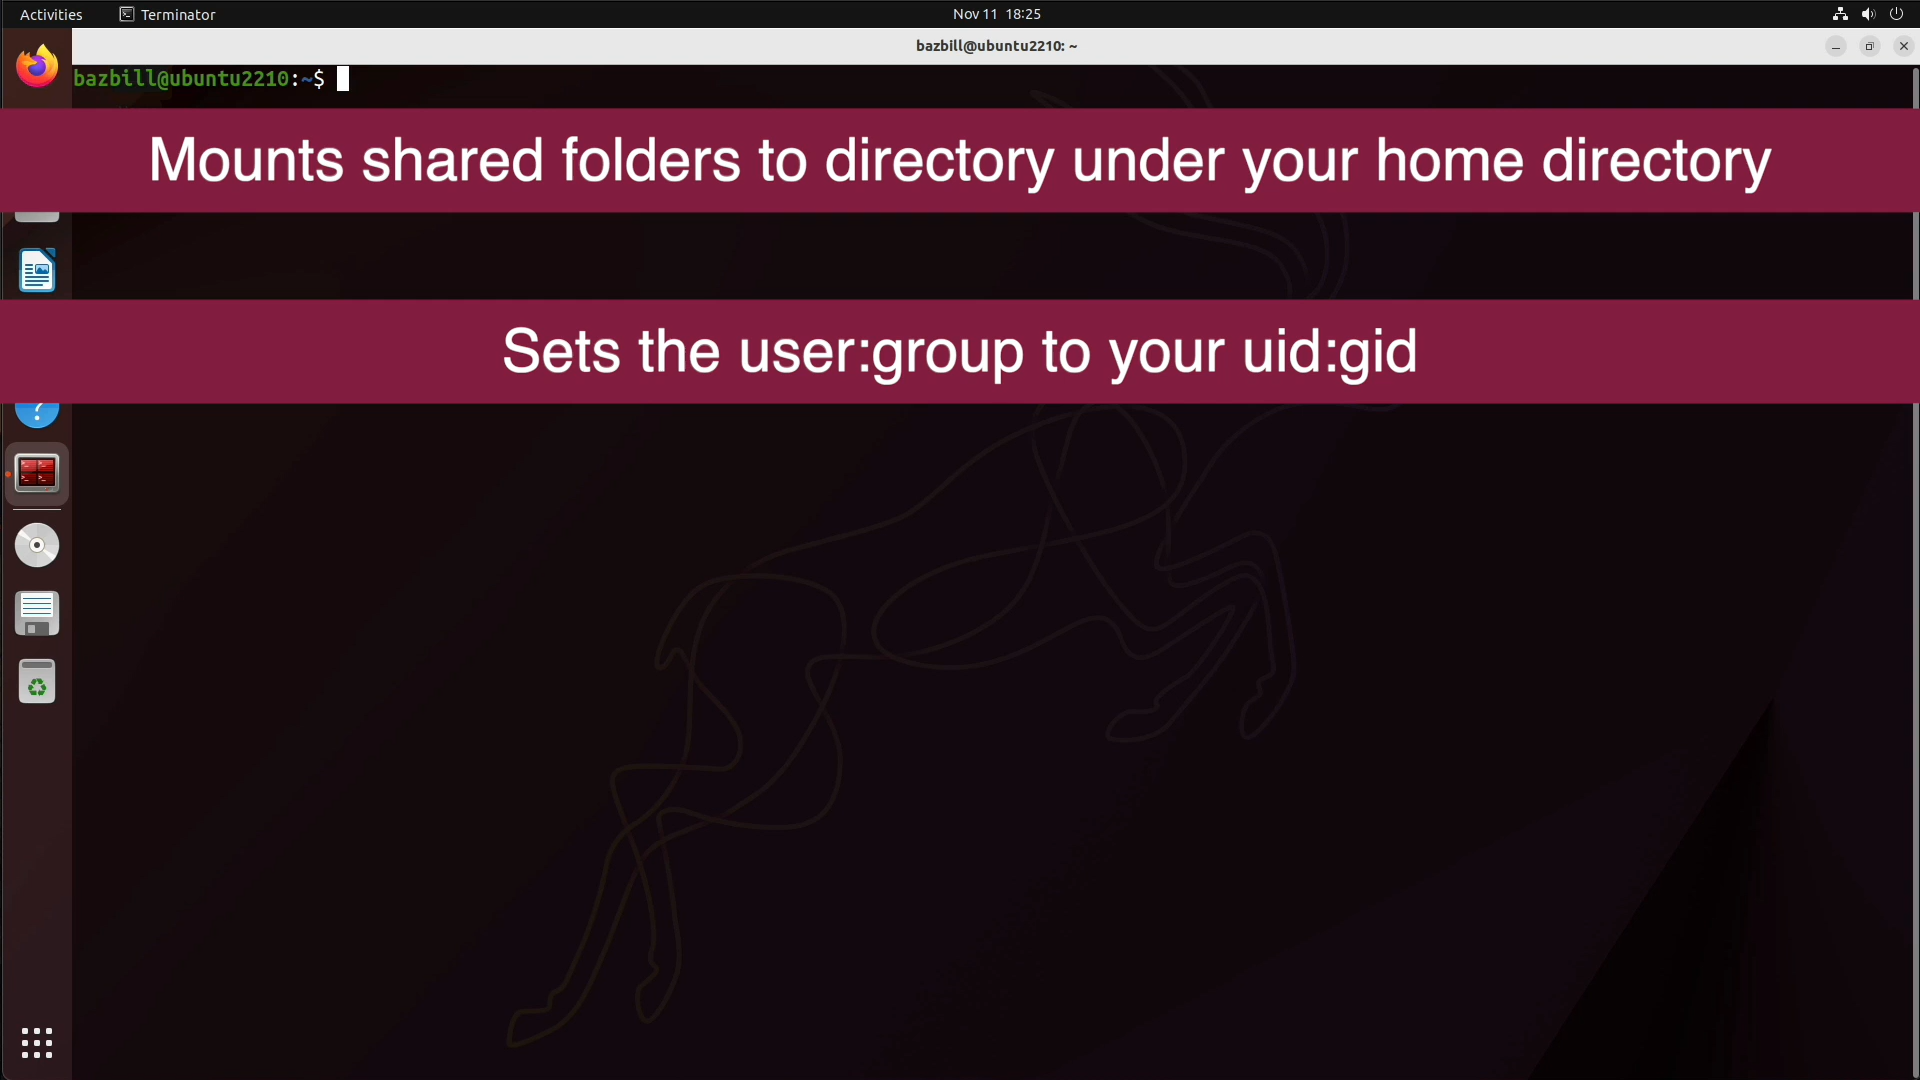 Activities Terminator Nov 11 18:25
bazbill@ubuntu2210: ~
bazbill@ubuntu2210:~$
Mounts shared folders to directory under your home directory
Sets the user:group to your uid:gid